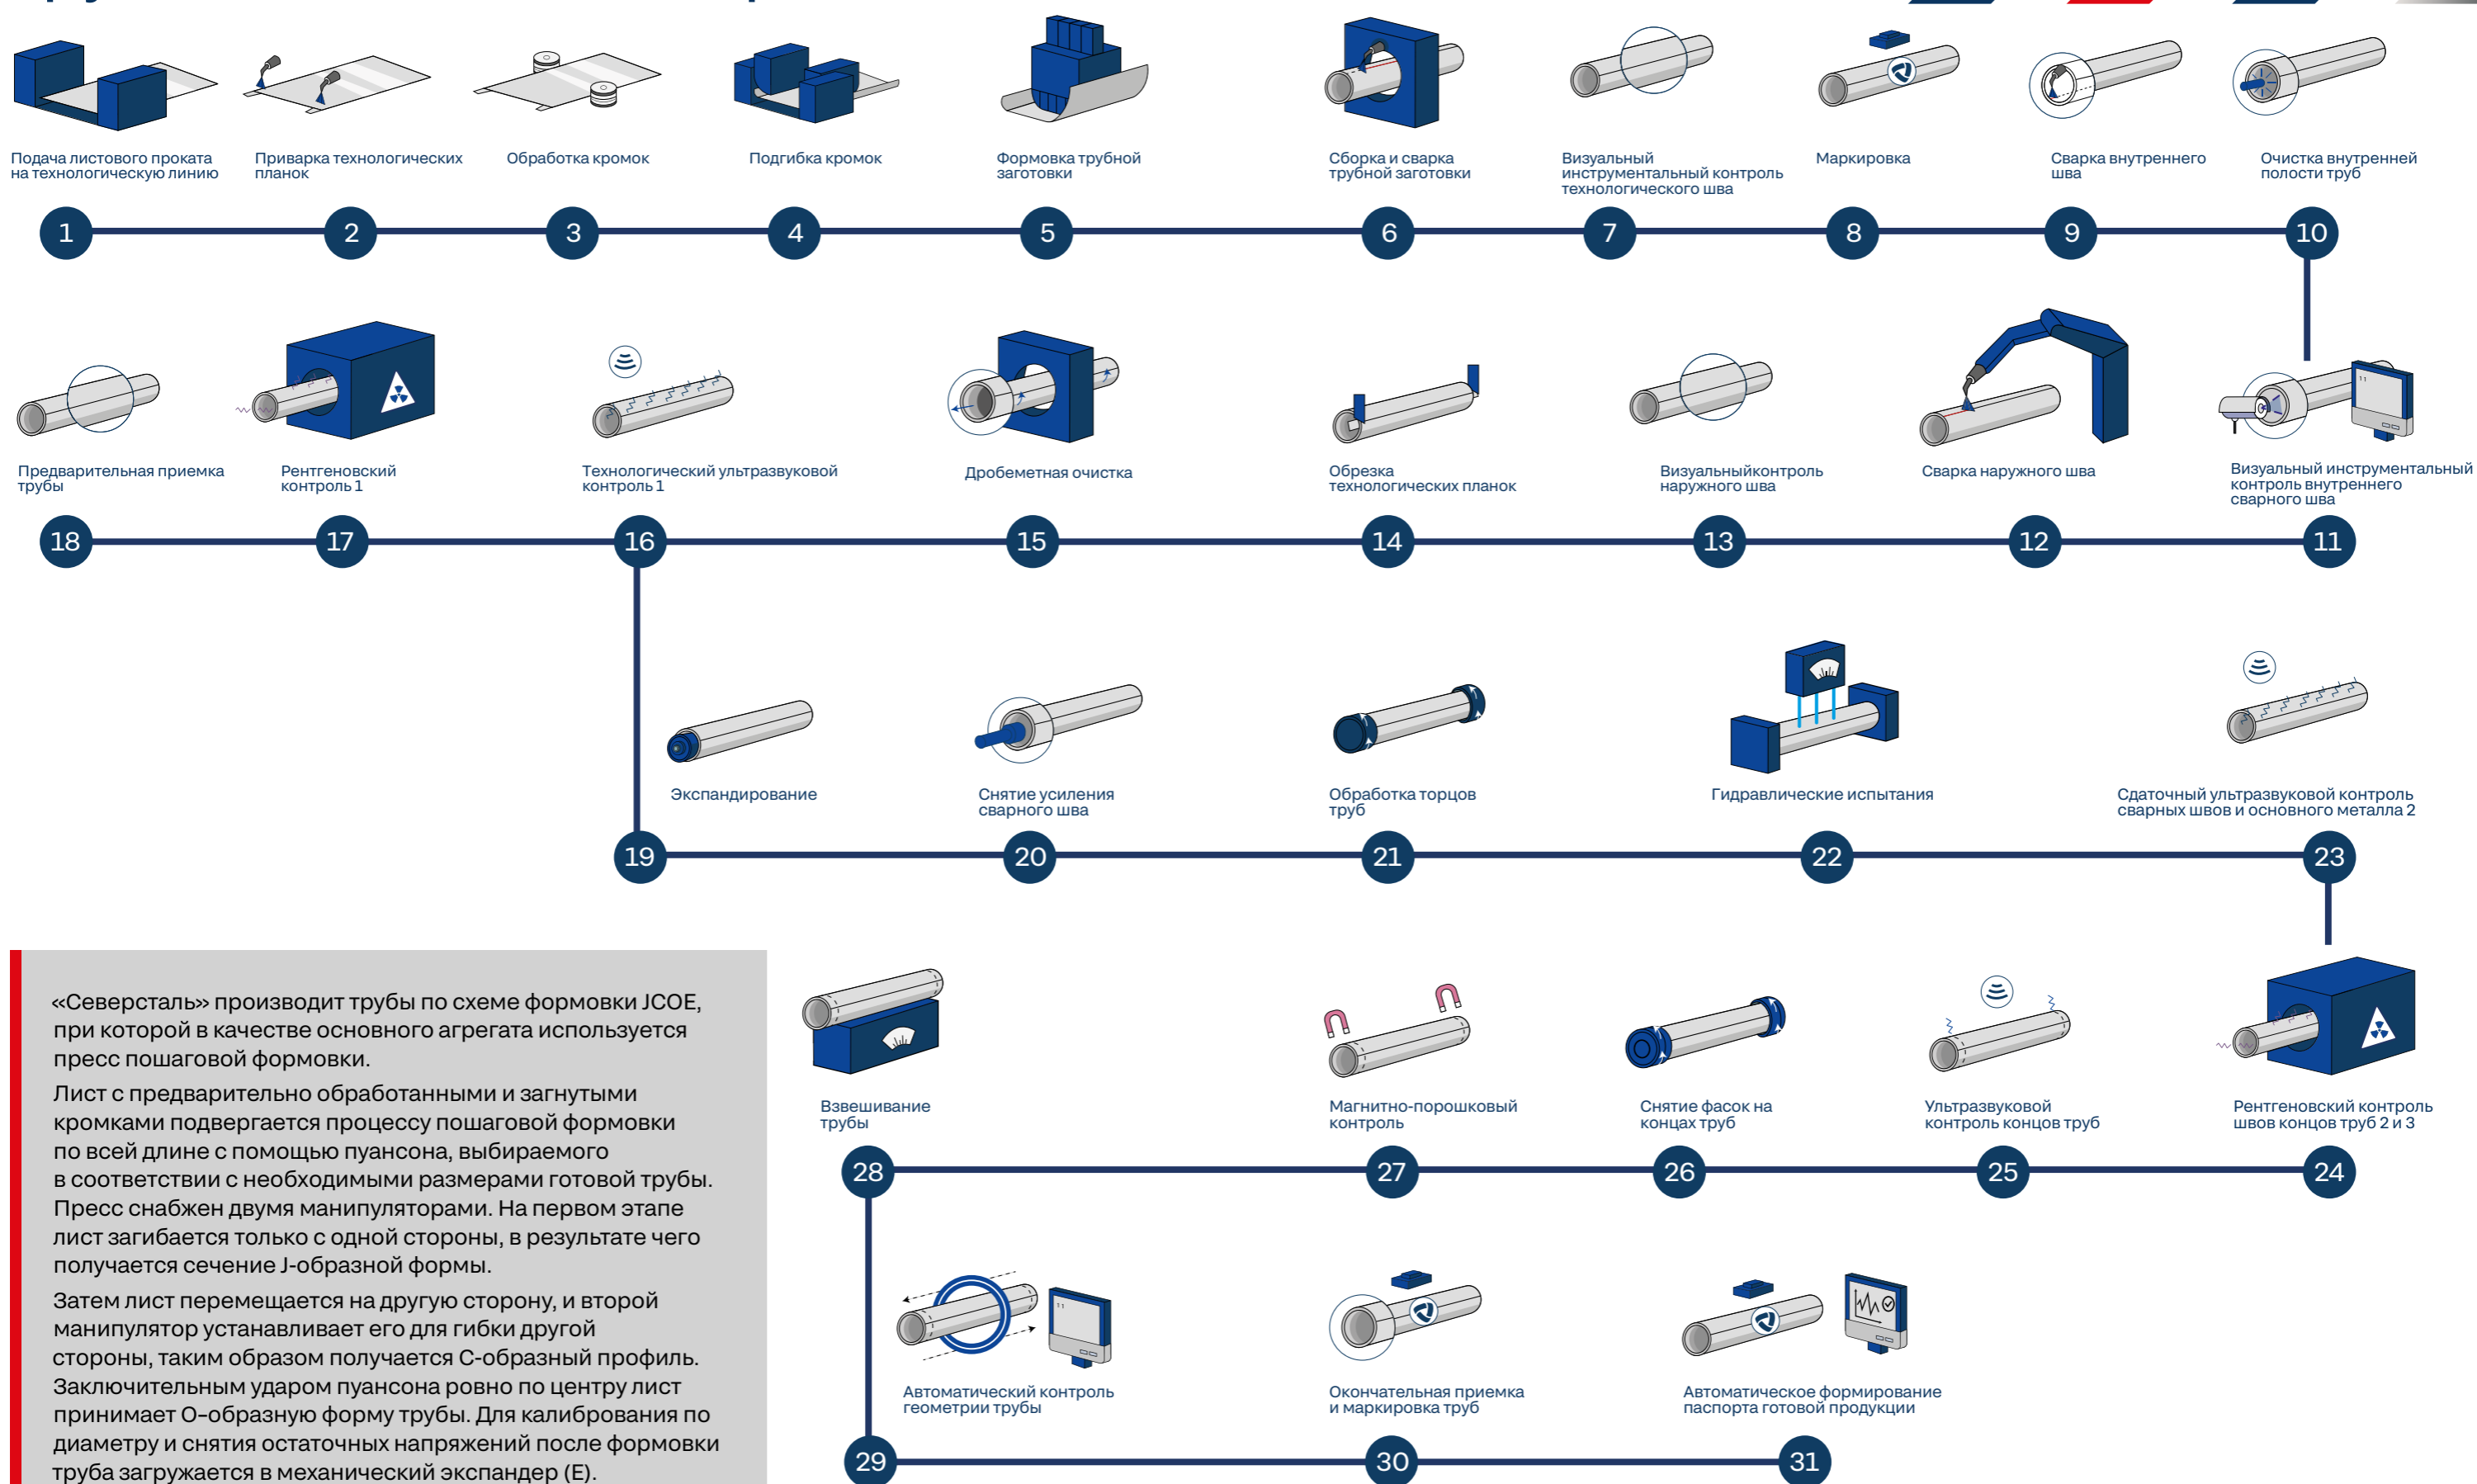 Подача листового проката
на технологическую линию
Приварка технологических
планок
Обработка кромок
Подгибка кромок
Формовка трубной
заготовки
Сборка и сварка
трубной заготовки
Визуальный
инструментальный контроль
технологического шва
Маркировка
Сварка внутреннего
шва
Очистка внутренней
полости труб
1
2
3
4
5
6
7
8
9
10
Предварительная приемка
трубы
Рентгеновский
контроль 1
Технологический ультразвуковой
контроль 1
Дробеметная очистка
Обрезка
технологических планок
Визуальныйконтроль
наружного шва
Сварка наружного шва
Визуальный инструментальный
контроль внутреннего
сварного шва
18
17
16
15
14
13
12
11
Экспандирование
Снятие усиления
сварного шва
Обработка торцов
труб
Гидравлические испытания
Сдаточный ультразвуковой контроль
сварных швов и основного металла 2
19
20
21
22
23
«Северсталь» производит трубы по схеме формовки JCOE,
при которой в качестве основного агрегата используется
пресс пошаговой формовки.
Лист с предварительно обработанными и загнутыми
кромками подвергается процессу пошаговой формовки
по всей длине с помощью пуансона, выбираемого
в соответствии с необходимыми размерами готовой трубы.
Пресс снабжен двумя манипуляторами. На первом этапе
лист загибается только с одной стороны, в результате чего
получается сечение J-образной формы.
Затем лист перемещается на другую сторону, и второй
манипулятор устанавливает его для гибки другой
стороны, таким образом получается С-образный профиль.
Заключительным ударом пуансона ровно по центру лист
принимает О-образную форму трубы. Для калибрования по
диаметру и снятия остаточных напряжений после формовки
труба загружается в механический экспандер (Е).
Взвешивание
трубы
Магнитно-порошковый
контроль
Снятие фасок на
концах труб
Ультразвуковой
контроль концов труб
Рентгеновский контроль
швов концов труб 2 и 3
28
27
26
25
24
Автоматический контроль
геометрии трубы
Окончательная приемка
и маркировка труб
Автоматическое формирование
паспорта готовой продукции
29
30
31